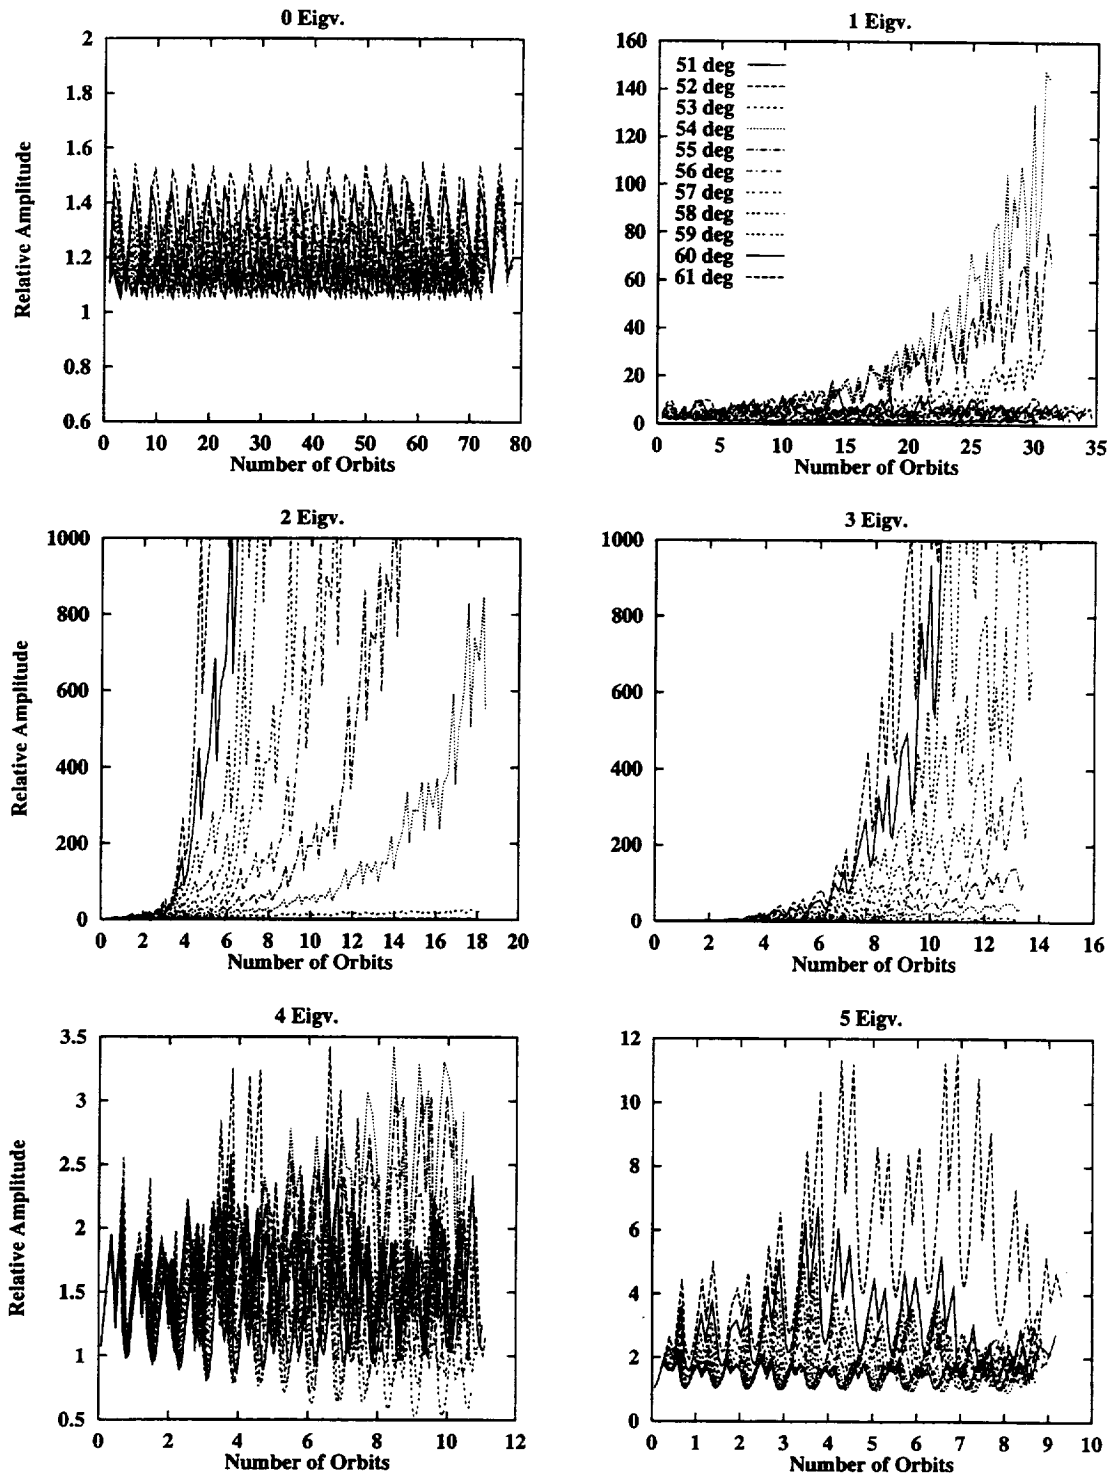 0 Eigv.
Relative Amplitude
2
1.8
1.6
1.4
1.2
1
0.8
0.6
0 10 20 30 40 50 60 70 80
Number of Orbits
1 Eigv.
160
140
120
100
80
60
40
20
0
51 deg
52 deg
53 deg
54 deg
55 deg
56 deg
57 deg
58 deg
59 deg
60 deg
61 deg
0 5 10 15 20 25 30 35
Number of Orbits
2 Eigv.
Relative Amplitude
1000
800
600
400
200
0
0 2 4 6 8 10 12 14 16 18 20
Number of Orbits
3 Eigv.
1000
800
600
400
200
0
0 2 4 6 8 10 12 14 16
Number of Orbits
4 Eigv.
Relative Amplitude
3.5
3
2.5
2
1.5
1
0.5
0 2 4 6 8 10 12
Number of Orbits
5 Eigv.
12
10
8
6
4
2
0
0 1 2 3 4 5 6 7 8 9 10
Number of Orbits